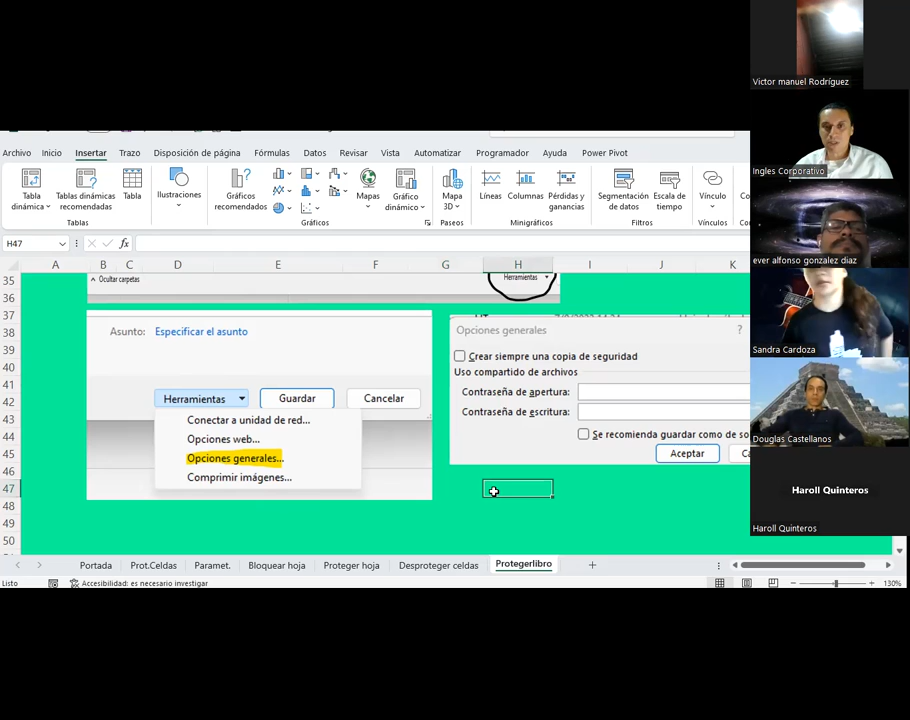 Archivo Inicio Insertar Trazo Disposición de página Fórmulas Datos Revisar Vista Automatizar Programador Ayuda Power Pivot
Tabla dinámica
Tablas dinámicas recomendadas
Tabla
Ilustraciones
Gráficos recomendados
Mapas
Gráfico dinámico
Mapa 3D
Líneas
Columnas
Pérdidas y ganancias
Segmentación de datos
Escala de tiempo
Vínculo
Tablas
Gráficos
Paseos
Minigráficos
Filtros
Vínculos
H47
fx
A B C D E F G H I J K
35
36
37
38
39
40
41
42
43
44
45
46
47
48
49
50
Ocultar carpetas
Herramientas
Asunto: Especificar el asunto
Herramientas Guardar Cancelar
Conectar a unidad de red...
Opciones web...
Opciones generales...
Comprimir imágenes...
Opciones generales ?
Crear siempre una copia de seguridad
Uso compartido de archivos
Contraseña de apertura:
Contraseña de escritura:
Se recomienda guardar como de so
Aceptar
Portada Prot.Celdas Paramet. Bloquear hoja Proteger hoja Desproteger celdas Protegerlibro
Listo Accesibilidad: es necesario investigar 130%
Victor manuel Rodríguez
Ingles Corporativo
ever alfonso gonzalez diaz
Sandra Cardoza
Douglas Castellanos
Haroll Quinteros
Haroll Quinteros